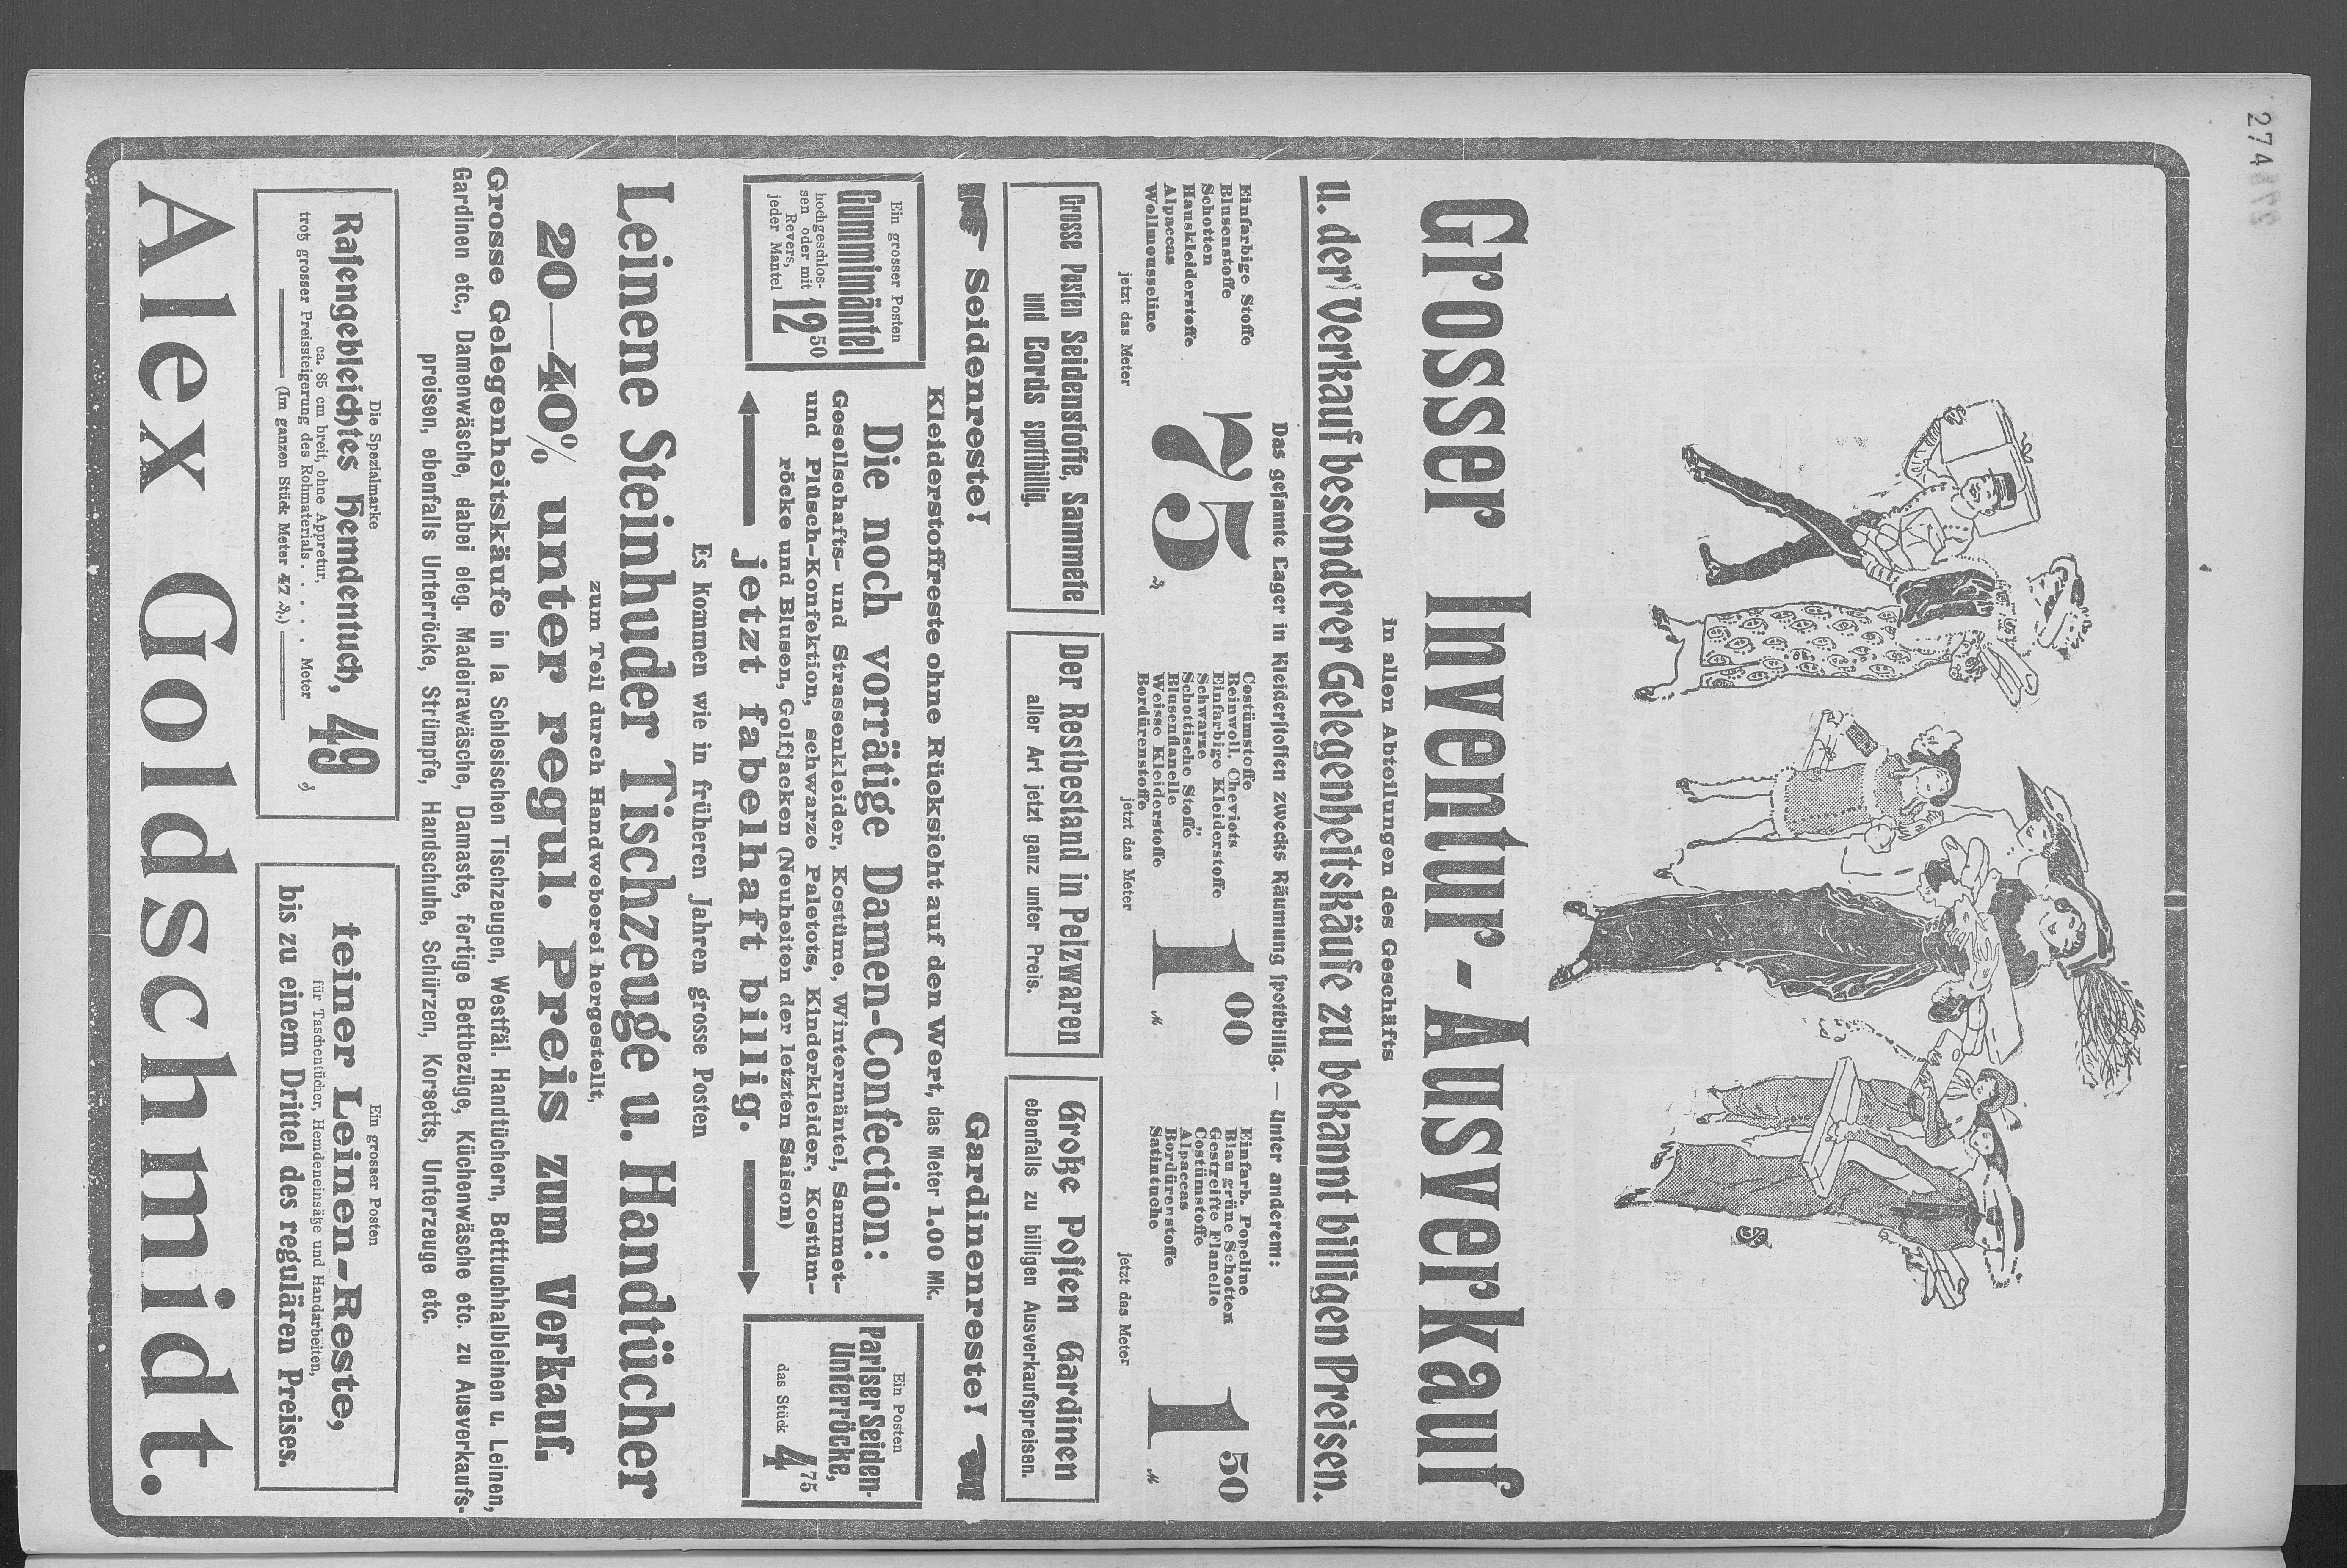 274672
Grosser Inventur-Ausverkauf
in allen Abteilungen des Geschäfts
u. der Verkauf besonderer Gelegenheitskäufe zu bekannt billigen Preisen.
Das gesamte Lager in Kleiderstoffen zwecks Räumung spottbillig. — Unter anderem:
Einfarbige Stoffe
Blusenstoffe
Schotten
Hauskleiderstoffe
Alpaccas
Wollmousseline
jetzt das Meter
75 ₰
Costümstoffe
Reinwoll. Cheviots
Einfarbige Kleiderstoffe
Schwarze „
Schottische Stoffe
Blusenflanelle
Weisse Kleiderstoffe
Bordürenstoffe
jetzt das Meter
1 00 ℳ
Einfarb. Popeline
Blau grüne Schotten
Gestreifte Flanelle
Costümstoffe
Alpaccas
Bordürenstoffe
Satintuche
jetzt das Meter
1 50 ℳ
Grosse Posten Seidenstoffe, Sammete
und Cords spottbillig.
Der Restbestand in Pelzwaren
aller Art jetzt ganz unter Preis.
Große Posten Gardinen
ebenfalls zu billigen Ausverkaufspreisen.
Seidenreste! Gardinenreste!
Kleiderstoffreste ohne Rücksicht auf den Wert, das Meter 1.00 Mk.
Ein grosser Posten
Gummimäntel
hochgeschlos-
sen oder mit
Revers,
jeder Mantel
12 50
Die noch vorrätige Damen-Confection:
Gesellschafts- und Strassenkleider, Kostüme, Wintermäntel, Sammet-
und Plüsch-Konfektion, schwarze Paletots, Kinderkleider, Kostüm-
röcke und Blusen, Golfjacken (Neuheiten der letzten Saison)
jetzt fabelhaft billig.
Ein Posten
Pariser Seiden-
Unterröcke,
das Stück 4 75
Es kommen wie in früheren Jahren grosse Posten
Leinene Steinhuder Tischzeuge u. Handtücher
zum Teil durch Handweberei hergestellt,
20—40% unter regul. Preis zum Verkauf.
Grosse Gelegenheitskäufe in la Schlesischen Tischzeugen, Westfäl. Handtüchern, Bettuchhalbleinen u. Leinen,
Gardinen etc, Damenwäsche, dabei eleg. Madeirawäsche, Damaste, fertige Bettbezüge, Küchenwäsche etc. zu Ausverkaufs-
preisen, ebenfalls Unterröcke, Strümpfe, Handschuhe, Schürzen, Korsetts, Unterzeuge etc.
Die Spezialmarke
Rasengebleichtes Hemdentuch,
ca. 85 cm breit, ohne Appretur,
trotz grosser Preissteigerung des Rohmaterials . . . . Meter 49 ₰
(Im ganzen Stück Meter 47 ₰.)
Ein grosser Posten
feiner Leinen-Reste,
für Taschentücher, Hemdeneinsätze und Handarbeiten,
bis zu einem Drittel des regulären Preises.
Alex Goldschmidt.